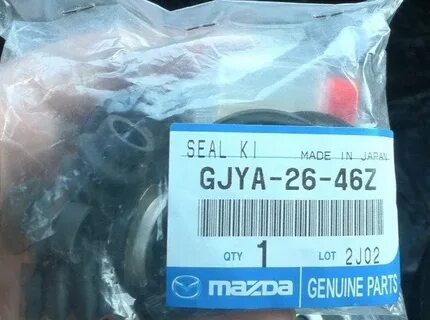 SEAL KI MADE IN JAPAN
GJYA-26-46Z
QTY 1 LOT 2J02
mazda GENUINE PARTS